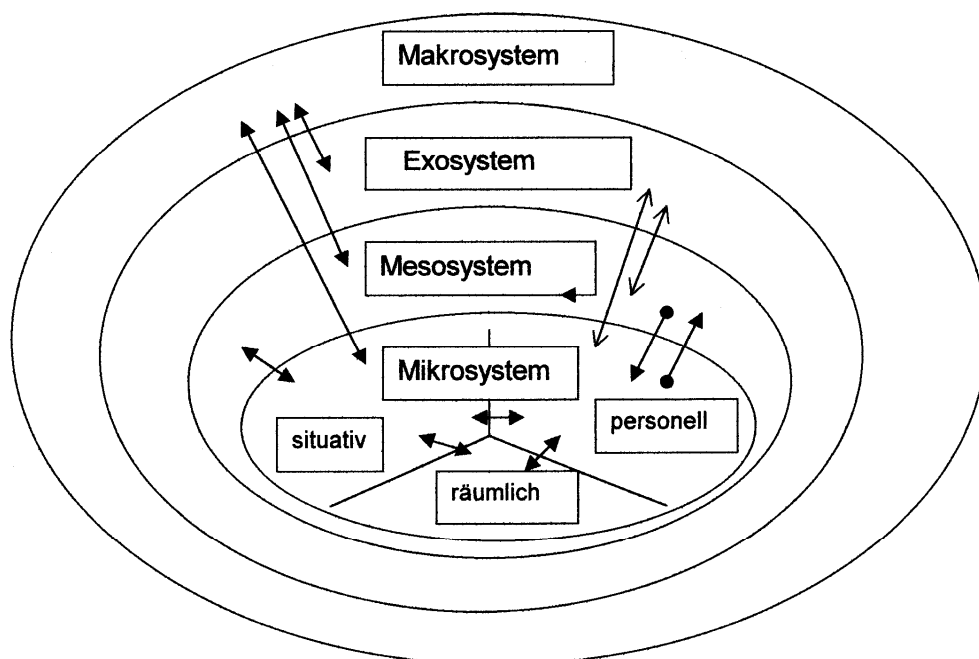 Makrosystem
Exosystem
Mesosystem
Mikrosystem
situativ
personell
räumlich